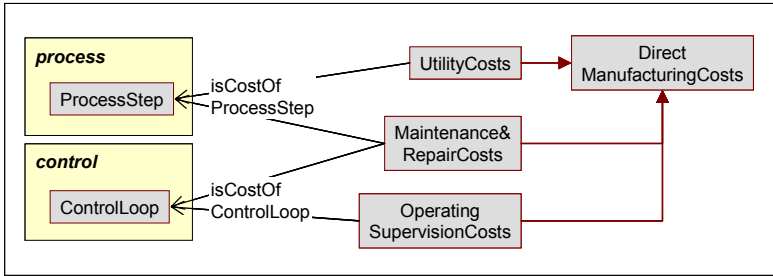 process
ProcessStep
isCostOf
ProcessStep
UtilityCosts
Direct
ManufacturingCosts
Maintenance&
RepairCosts
control
ControlLoop
isCostOf
ControlLoop
Operating
SupervisionCosts